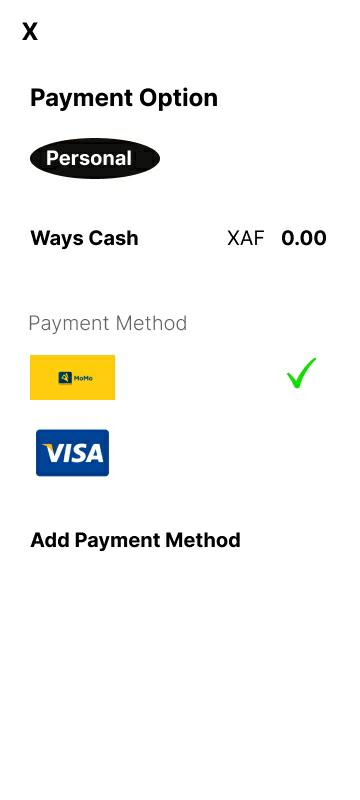 X
Payment Option
Personal
Ways Cash XAF 0.00
Payment Method
MoMo
VISA
Add Payment Method